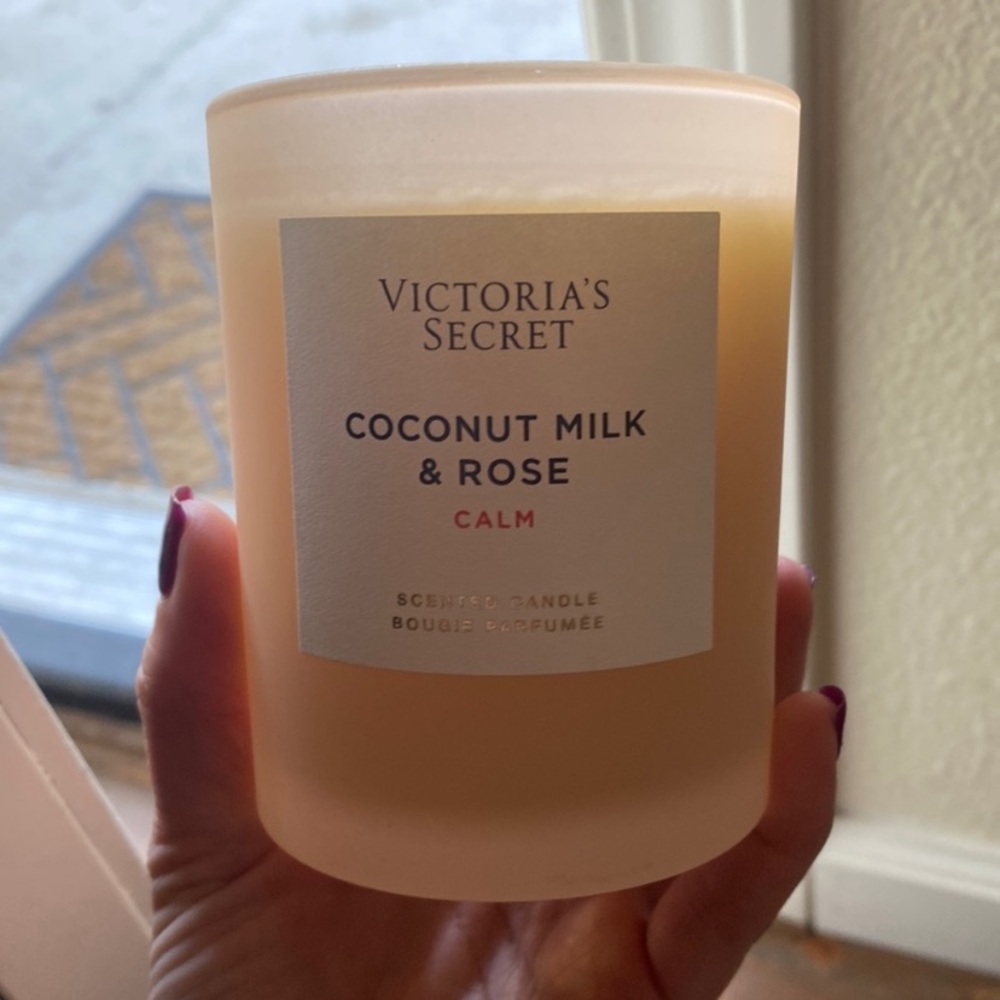 VICTORIA'S
SECRET
COCONUT MILK
& ROSE
CALM
SCENTED CANDLE
BOUGIE PARFUMÉE